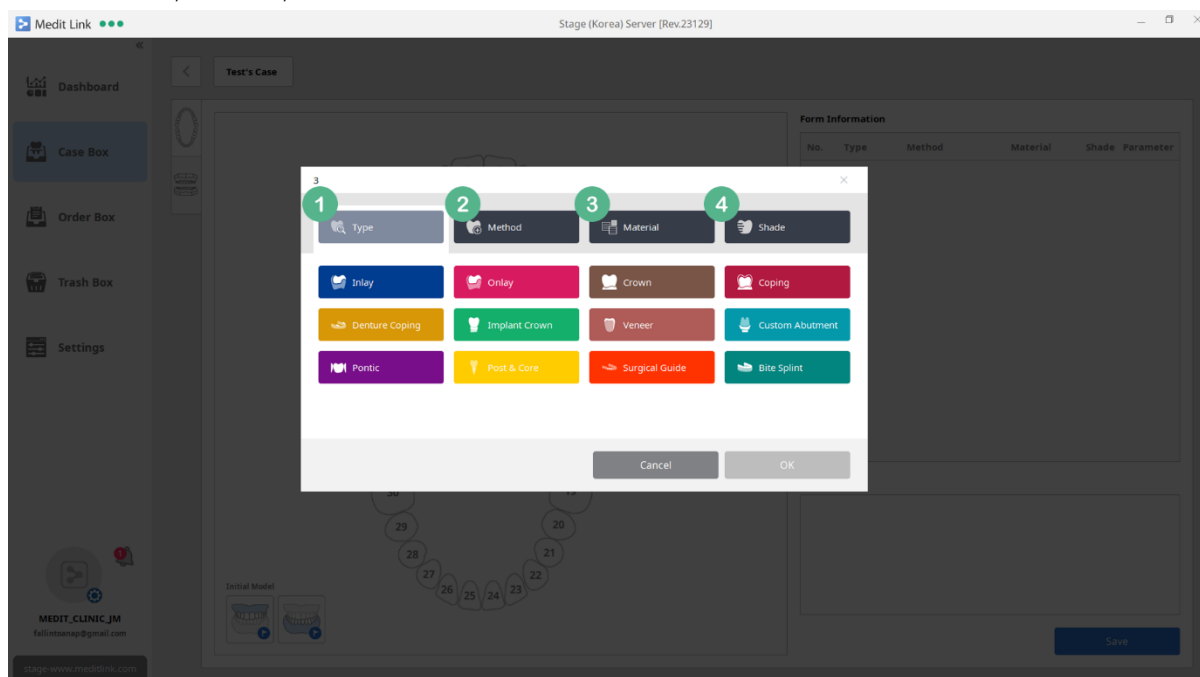 Medit Link
Stage (Korea) Server [Rev.23129]
Dashboard
Test's Case
Case Box
Form Information
No. Type Method Material Shade Parameter
Order Box
Trash Box
Settings
3
1 2 3 4
Type Method Material Shade
Inlay Onlay Crown Coping
Denture Coping Implant Crown Veneer Custom Abutment
Pontic Post & Core Surgical Guide Bite Splint
Cancel OK
30 19
29 20
28 21
27 22
26 25 24 23
Initial Model
1
MEDIT_CLINIC_JM
fallintosnap@gmail.com
Save
stage-www.meditlink.com